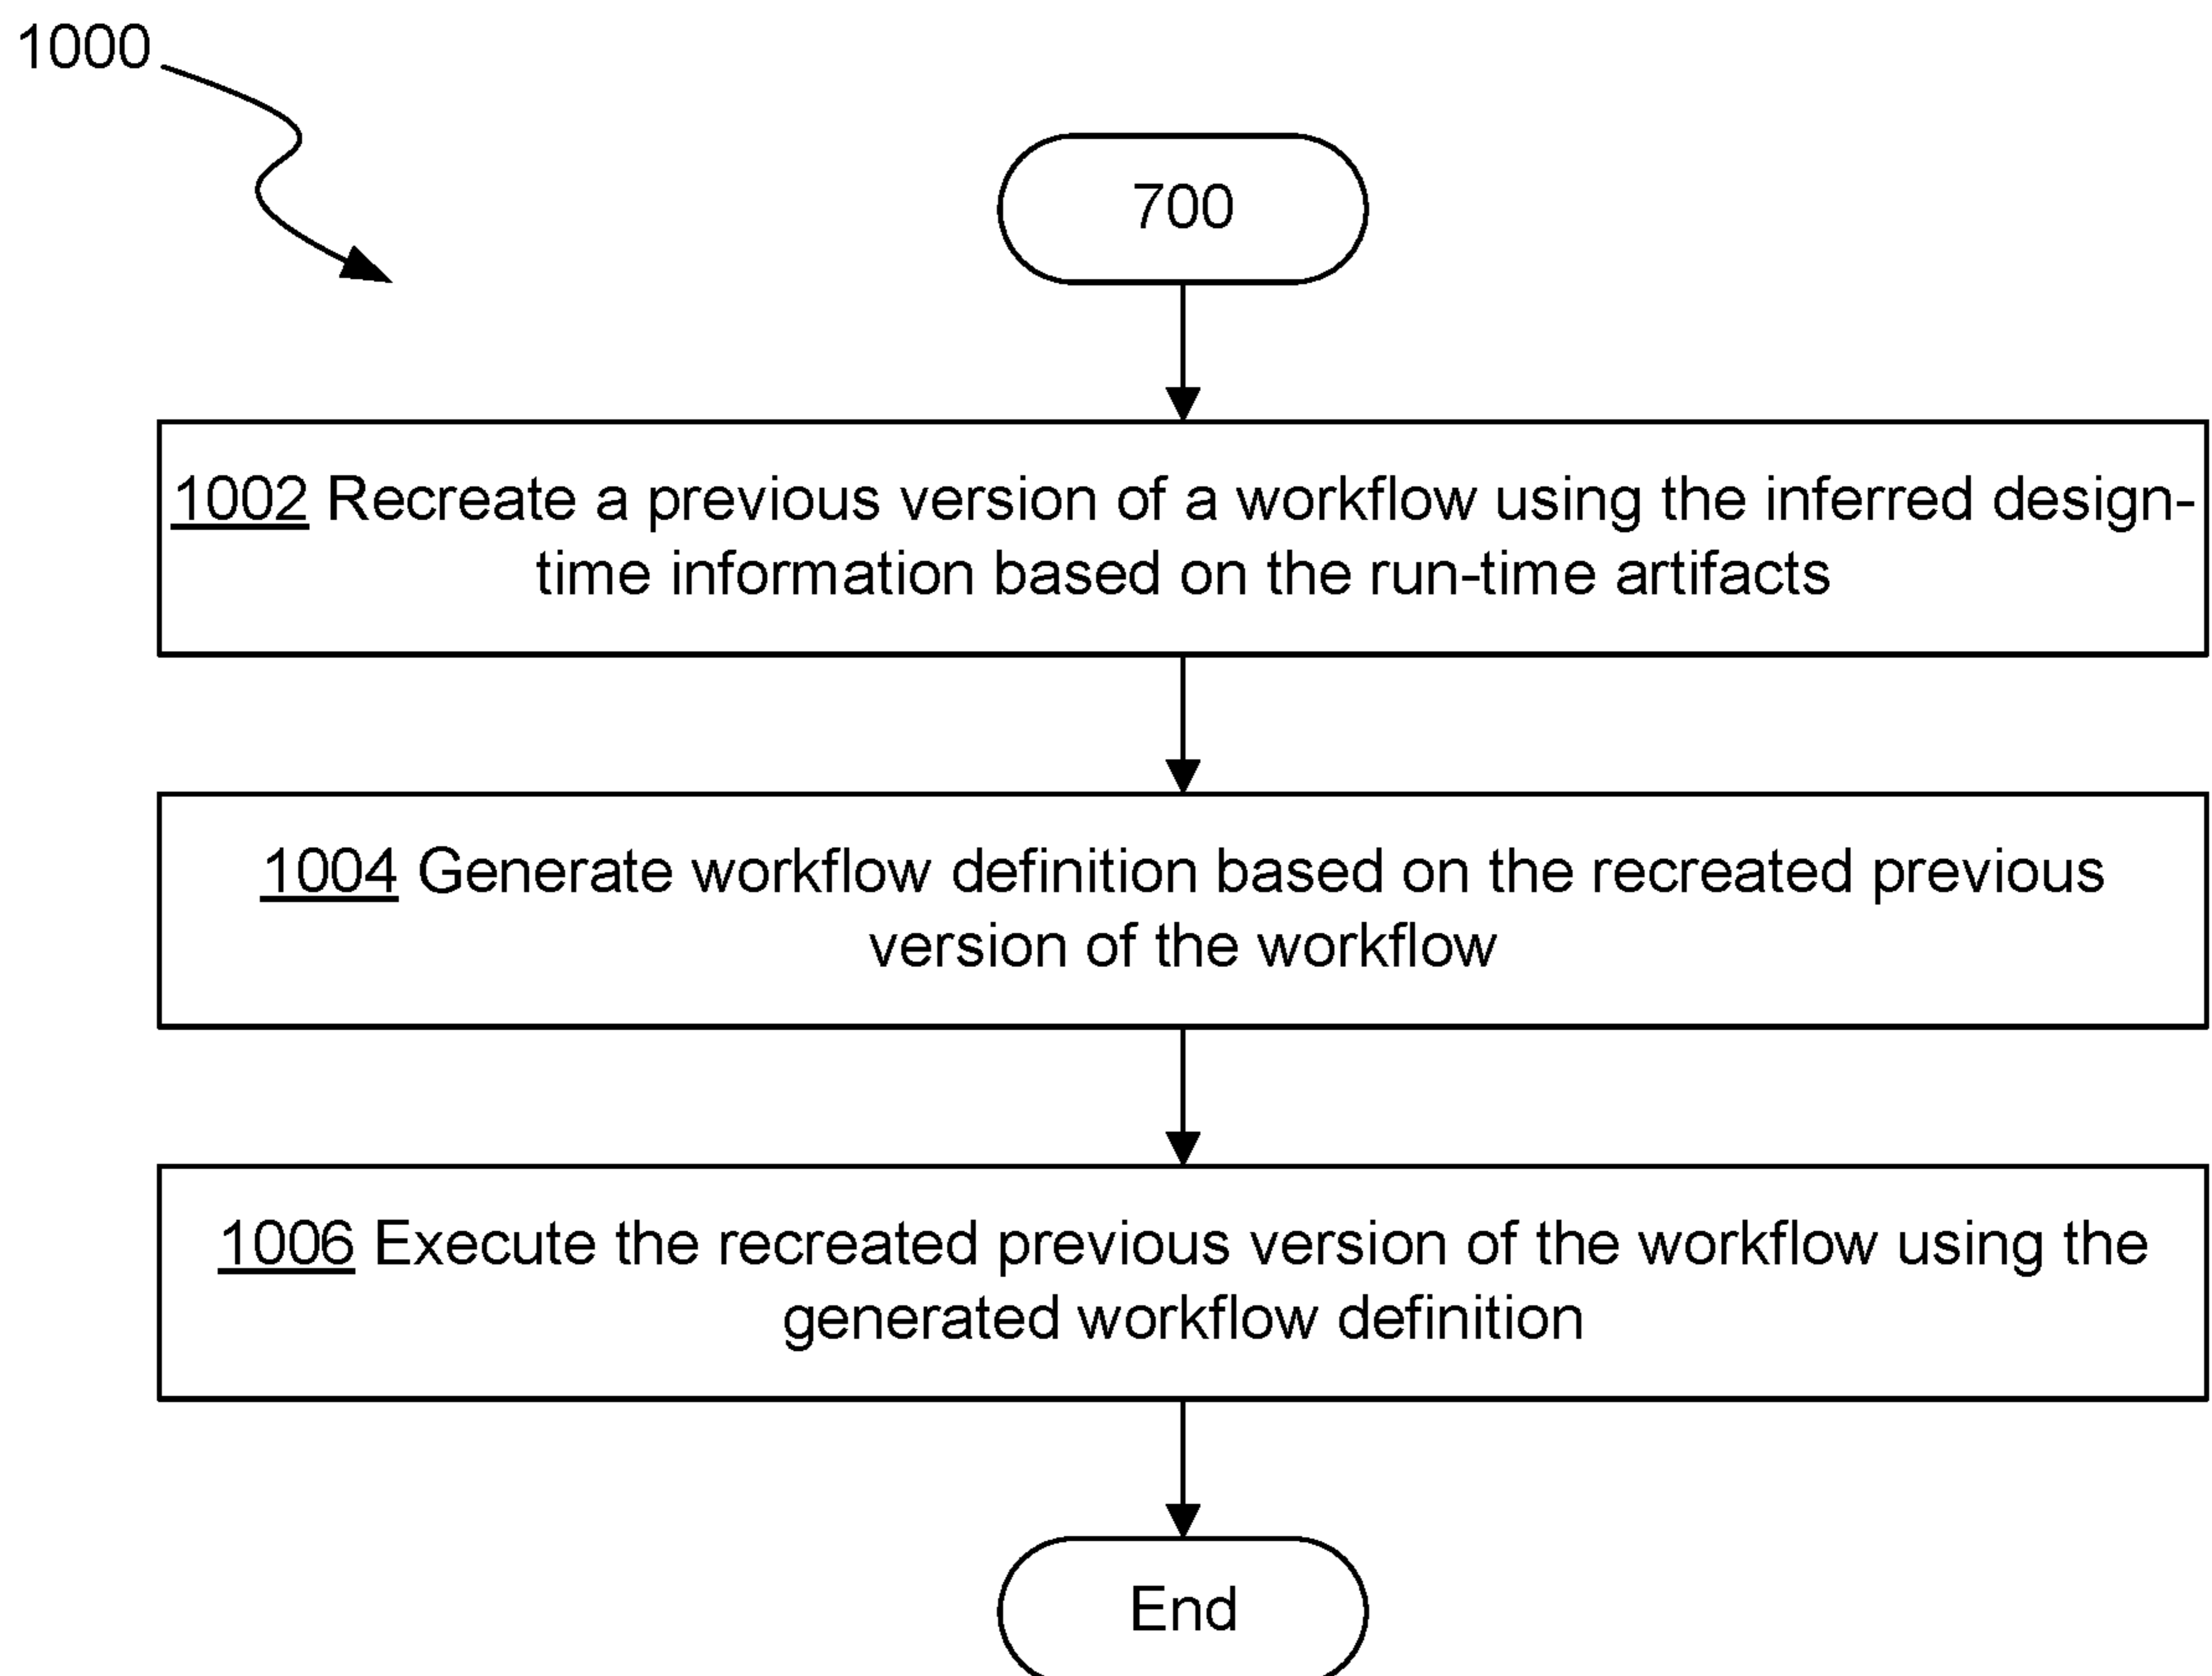 1000
700
1002 Recreate a previous version of a workflow using the inferred design-
time information based on the run-time artifacts
1004 Generate workflow definition based on the recreated previous
version of the workflow
1006 Execute the recreated previous version of the workflow using the
generated workflow definition
End